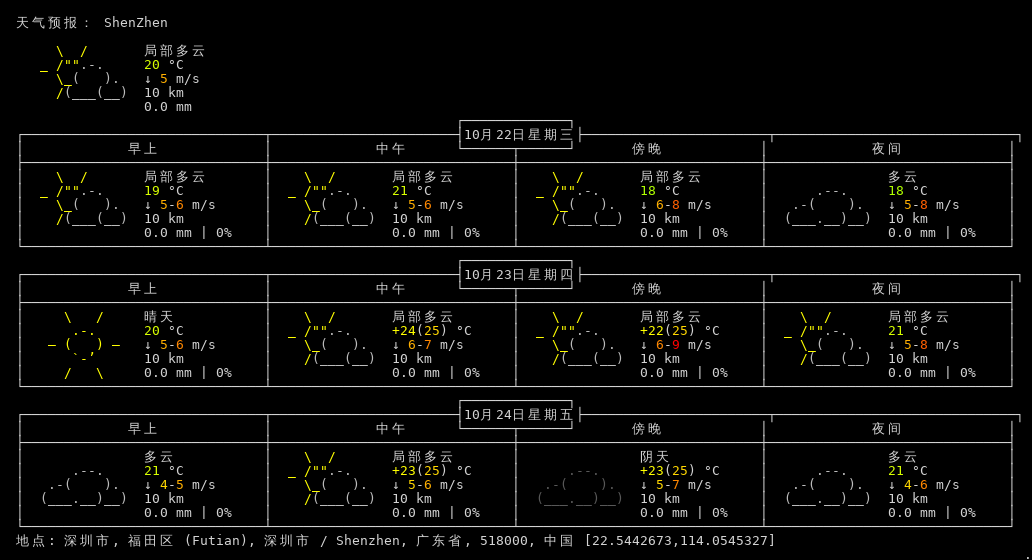 天气预报： ShenZhen
局部多云
20 °C
↓ 5 m/s
10 km
0.0 mm
10月22日星期三
早上 中午 傍晚 夜间
局部多云 局部多云 局部多云 多云
19 °C 21 °C 18 °C 18 °C
↓ 5-6 m/s ↓ 5-6 m/s ↓ 6-8 m/s ↓ 5-8 m/s
10 km 10 km 10 km 10 km
0.0 mm | 0% 0.0 mm | 0% 0.0 mm | 0% 0.0 mm | 0%
10月23日星期四
早上 中午 傍晚 夜间
晴天 局部多云 局部多云 局部多云
20 °C +24(25) °C +22(25) °C 21 °C
↓ 5-6 m/s ↓ 6-7 m/s ↓ 6-9 m/s ↓ 5-8 m/s
10 km 10 km 10 km 10 km
0.0 mm | 0% 0.0 mm | 0% 0.0 mm | 0% 0.0 mm | 0%
10月24日星期五
早上 中午 傍晚 夜间
多云 局部多云 阴天 多云
21 °C +23(25) °C +23(25) °C 21 °C
↓ 4-5 m/s ↓ 5-6 m/s ↓ 5-7 m/s ↓ 4-6 m/s
10 km 10 km 10 km 10 km
0.0 mm | 0% 0.0 mm | 0% 0.0 mm | 0% 0.0 mm | 0%
地点: 深圳市, 福田区 (Futian), 深圳市 / Shenzhen, 广东省, 518000, 中国 [22.5442673,114.0545327]